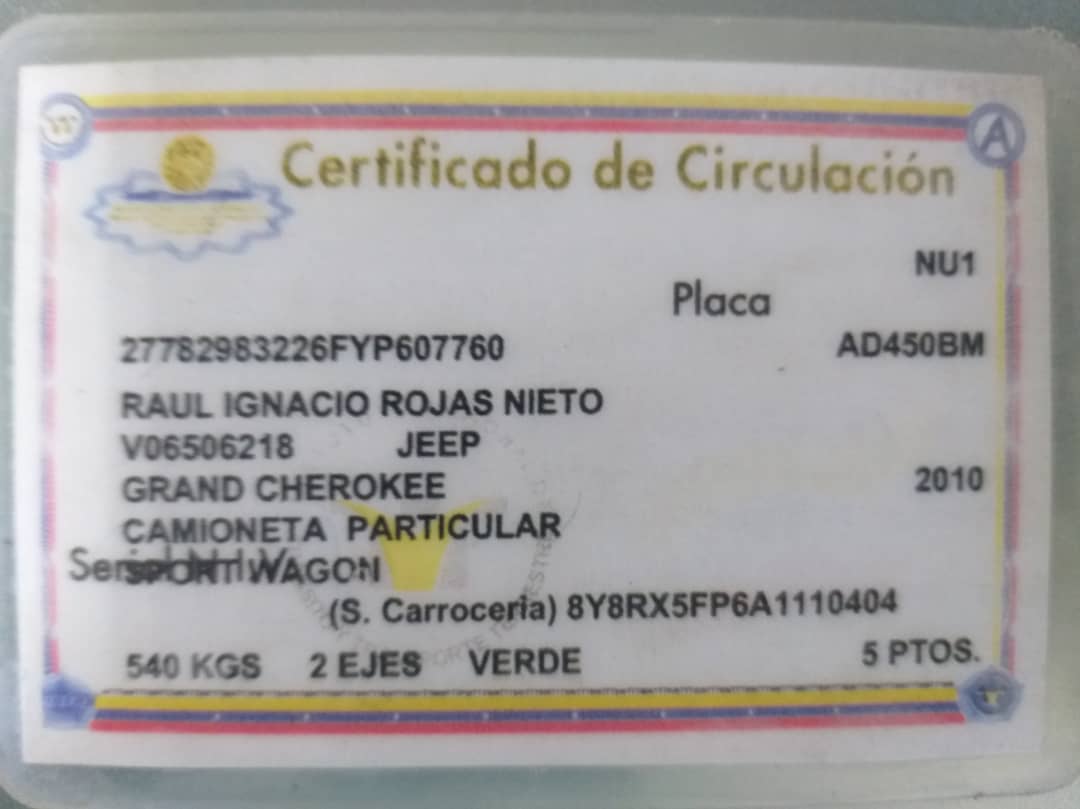 Certificado de Circulación
NU1
Placa
27782983226FYP607760 AD450BM
RAUL IGNACIO ROJAS NIETO
V06506218 JEEP
GRAND CHEROKEE 2010
CAMIONETA PARTICULAR
SPORT WAGON
(S. Carroceria) 8Y8RX5FP6A1110404
540 KGS 2 EJES VERDE 5 PTOS.